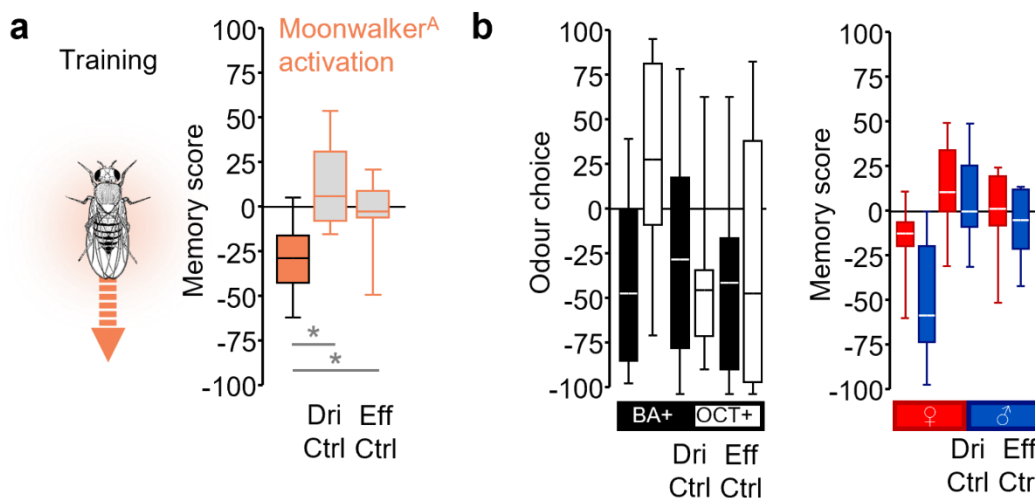 a
Training
Moonwalker^A
activation
Memory score
100
75
50
25
0
-25
-50
-75
-100
*
*
Dri
Ctrl
Eff
Ctrl
b
Odour choice
100
75
50
25
0
-25
-50
-75
-100
BA+
OCT+
Dri
Ctrl
Eff
Ctrl
Memory score
100
75
50
25
0
-25
-50
-75
-100
♀
♂
Dri
Ctrl
Eff
Ctr